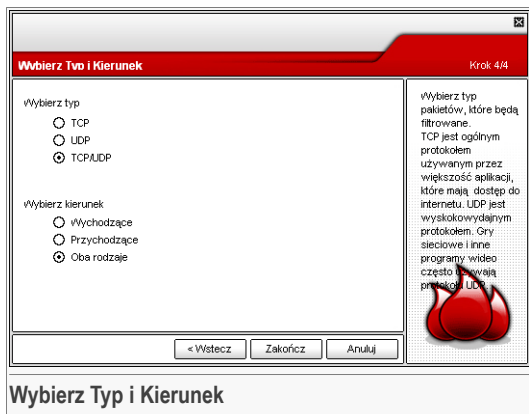 Wybierz Typ i Kierunek
Krok 4/4
Wybierz typ
TCP
UDP
TCP/UDP
Wybierz kierunek
Wychodzące
Przychodzące
Oba rodzaje
Wybierz typ
pakietów, które będą
filtrowane.
TCP jest ogólnym
protokołem
używanym przez
większość aplikacji,
które mają dostęp do
internetu. UDP jest
wyskokowydajnym
protokołem. Gry
sieciowe i inne
programy wideo
często używają
protokołu UDP.
< Wstecz
Zakończ
Anuluj
Wybierz Typ i Kierunek